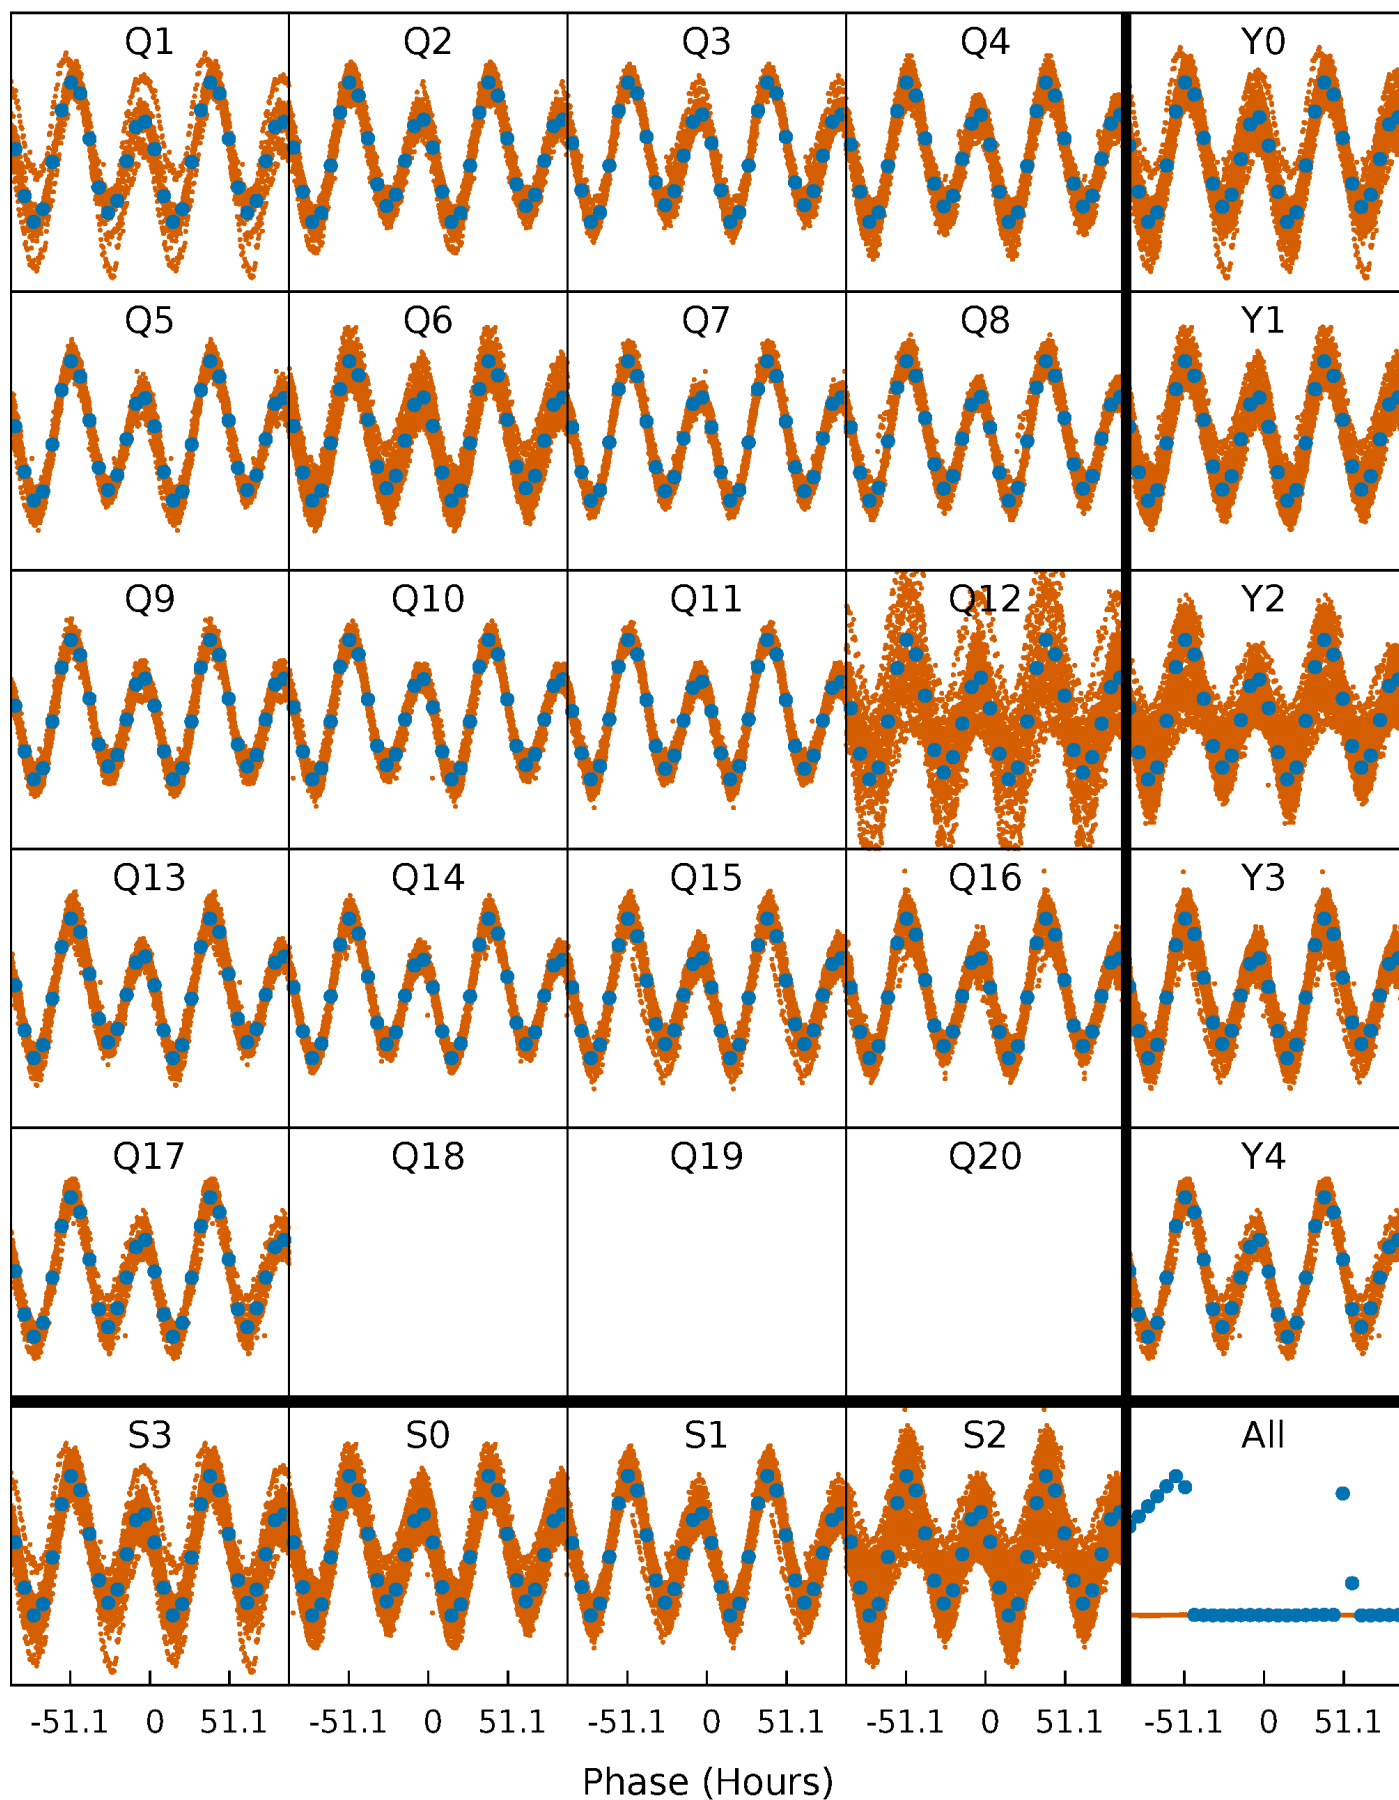 Q1 Q2 Q3 Q4 Y0
Q5 Q6 Q7 Q8 Y1
Q9 Q10 Q11 Q12 Y2
Q13 Q14 Q15 Q16 Y3
Q17 Q18 Q19 Q20 Y4
S3 S0 S1 S2 All
-51.1 0 51.1 -51.1 0 51.1 -51.1 0 51.1 -51.1 0 51.1 -51.1 0 51.1
Phase (Hours)